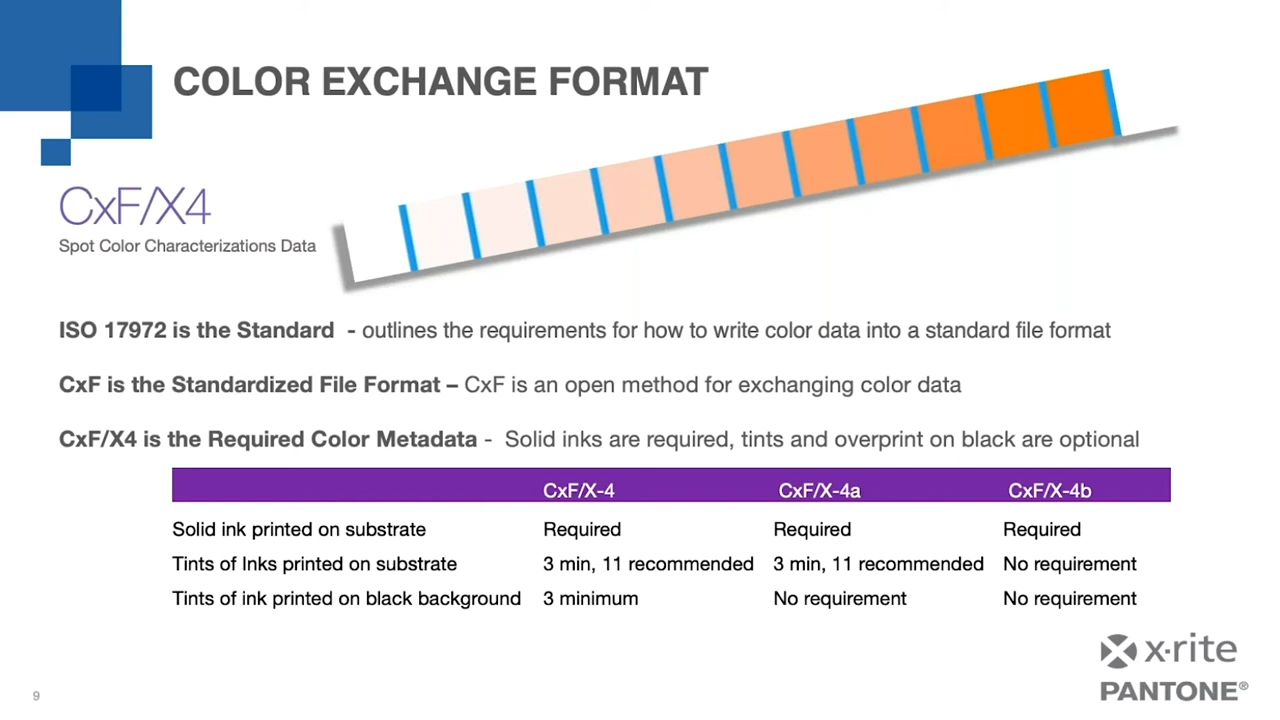 COLOR EXCHANGE FORMAT
CxF/X4
Spot Color Characterizations Data
ISO 17972 is the Standard - outlines the requirements for how to write color data into a standard file format
CxF is the Standardized File Format – CxF is an open method for exchanging color data
CxF/X4 is the Required Color Metadata - Solid inks are required, tints and overprint on black are optional
CxF/X-4 CxF/X-4a CxF/X-4b
Solid ink printed on substrate Required Required Required
Tints of Inks printed on substrate 3 min, 11 recommended 3 min, 11 recommended No requirement
Tints of ink printed on black background 3 minimum No requirement No requirement
x·rite
PANTONE®
9